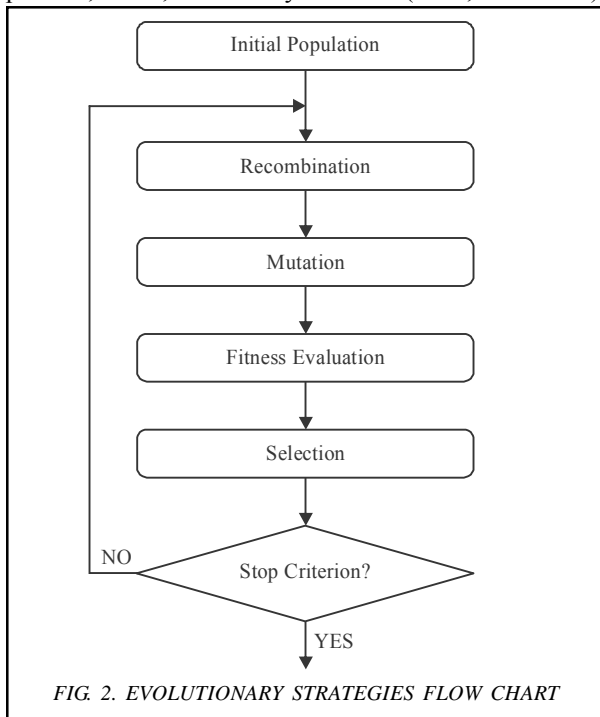 Initial Population
Recombination
Mutation
Fitness Evaluation
Selection
Stop Criterion?
NO
YES
FIG. 2. EVOLUTIONARY STRATEGIES FLOW CHART